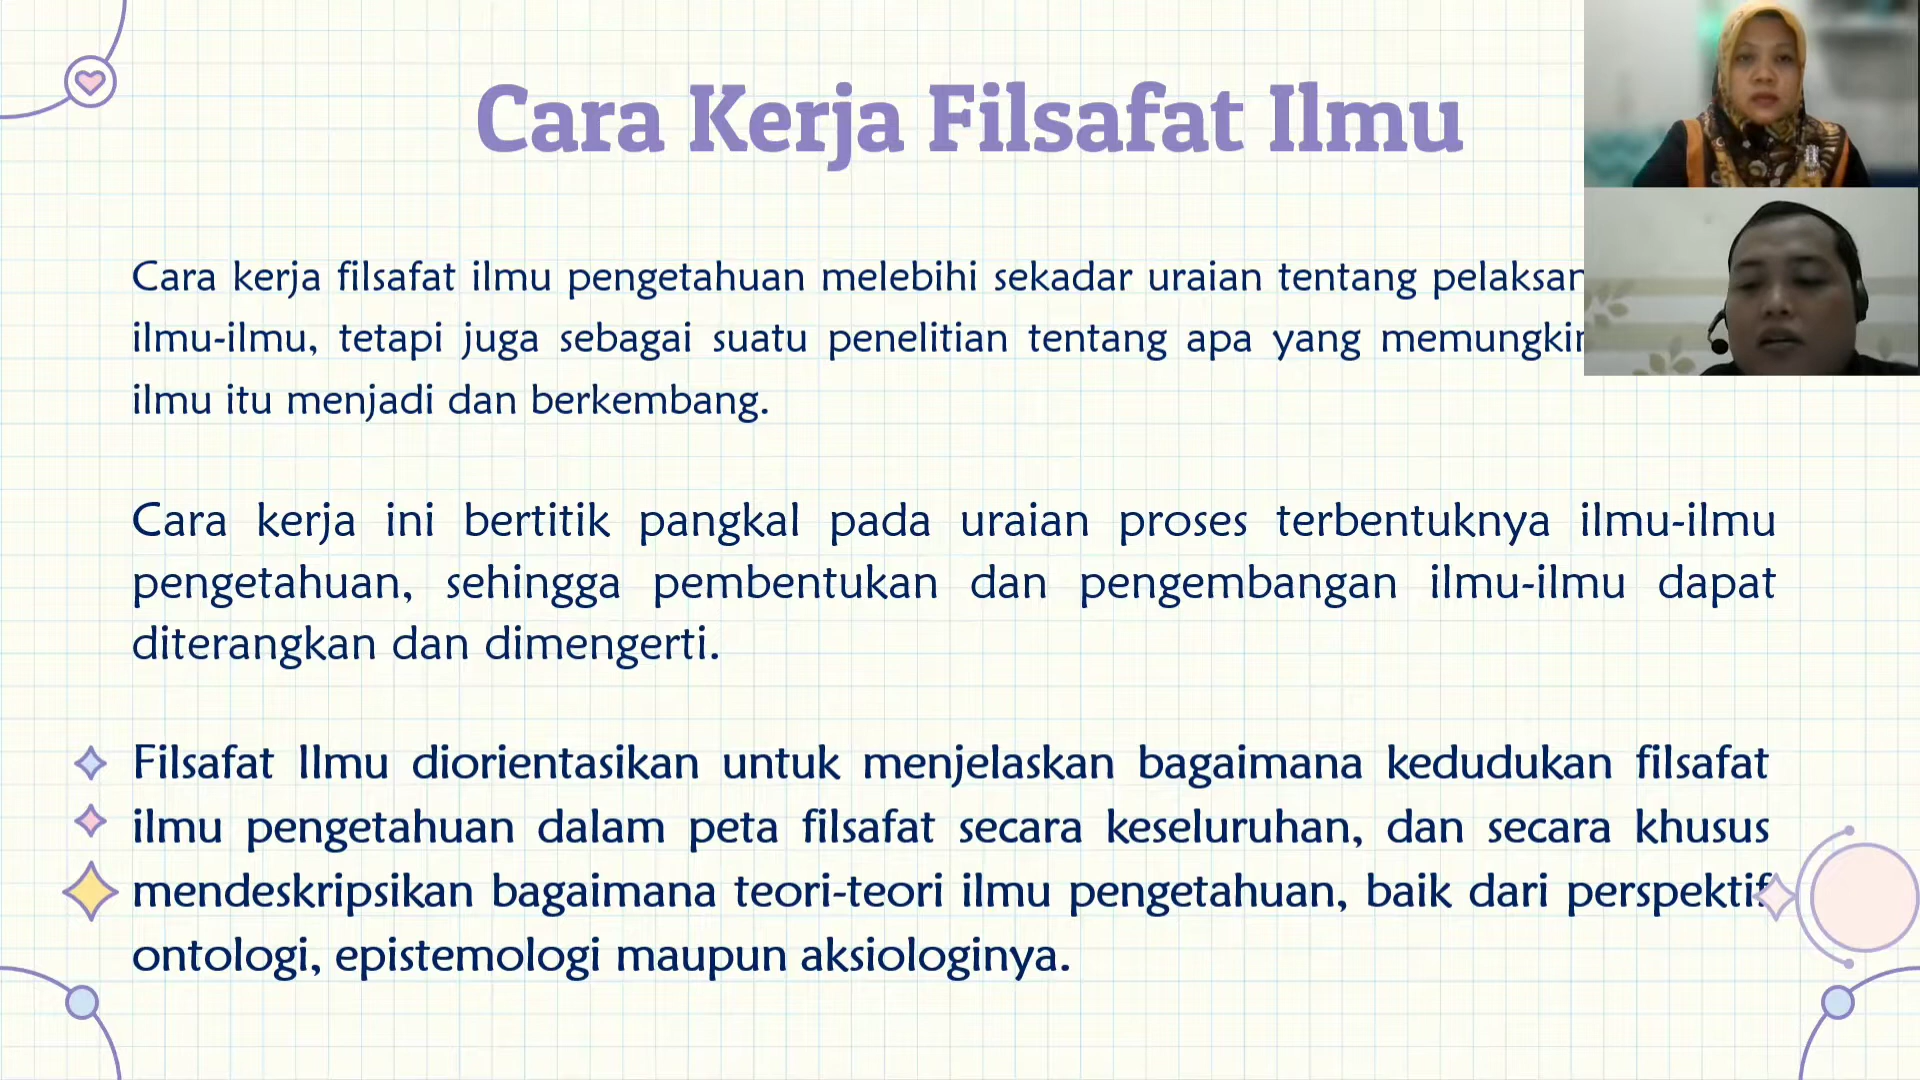 Cara Kerja Filsafat Ilmu
Cara kerja filsafat ilmu pengetahuan melebihi sekadar uraian tentang
ilmu-ilmu, tetapi juga sebagai suatu penelitian tentang apa yang
ilmu itu menjadi dan berkembang.
Cara kerja ini bertitik pangkal pada uraian proses terbentuknya ilmu-ilmu
pengetahuan, sehingga pembentukan dan pengembangan ilmu-ilmu dapat
diterangkan dan dimengerti.
Filsafat Ilmu diorientasikan untuk menjelaskan bagaimana kedudukan filsafat
ilmu pengetahuan dalam peta filsafat secara keseluruhan, dan secara khusus
mendeskripsikan bagaimana teori-teori ilmu pengetahuan, baik dari perspektif
ontologi, epistemologi maupun aksiologinya.